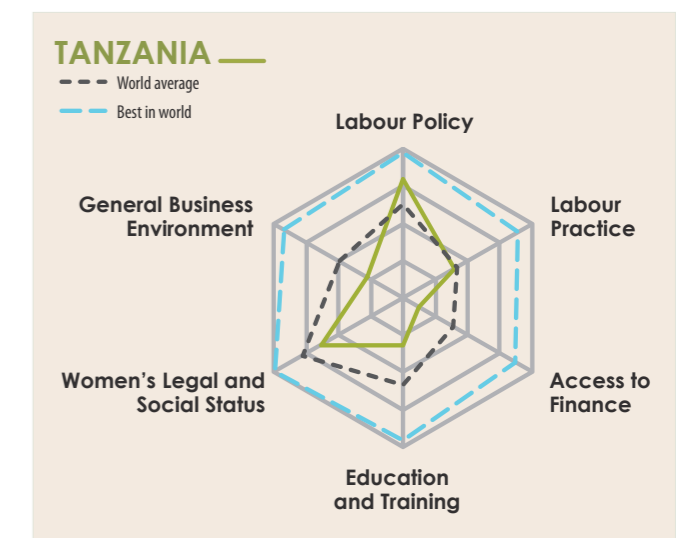 TANZANIA
World average
Best in world
Labour Policy
General Business
Environment
Labour
Practice
Women’s Legal and
Social Status
Access to
Finance
Education
and Training